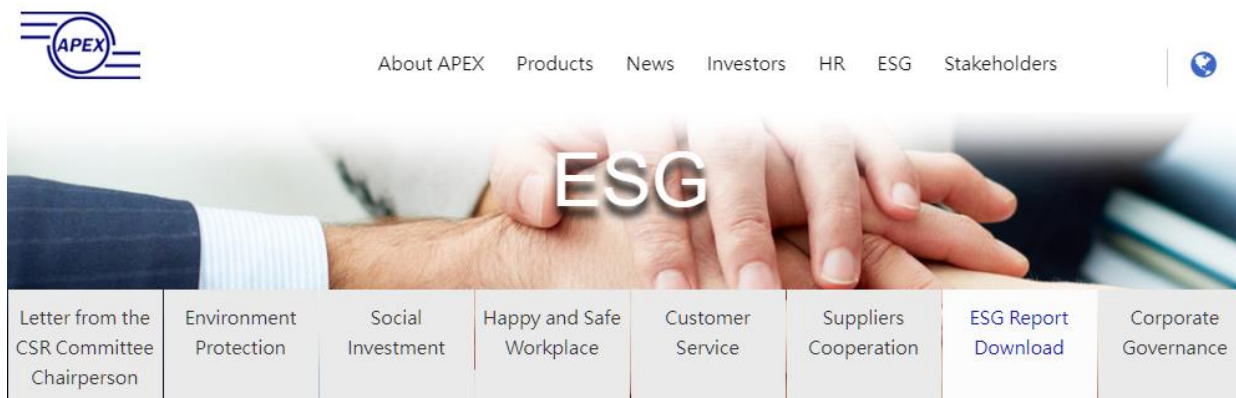 APEX
About APEX Products News Investors HR ESG Stakeholders
ESG
Letter from the
CSR Committee
Chairperson
Environment
Protection
Social
Investment
Happy and Safe
Workplace
Customer
Service
Suppliers
Cooperation
ESG Report
Download
Corporate
Governance